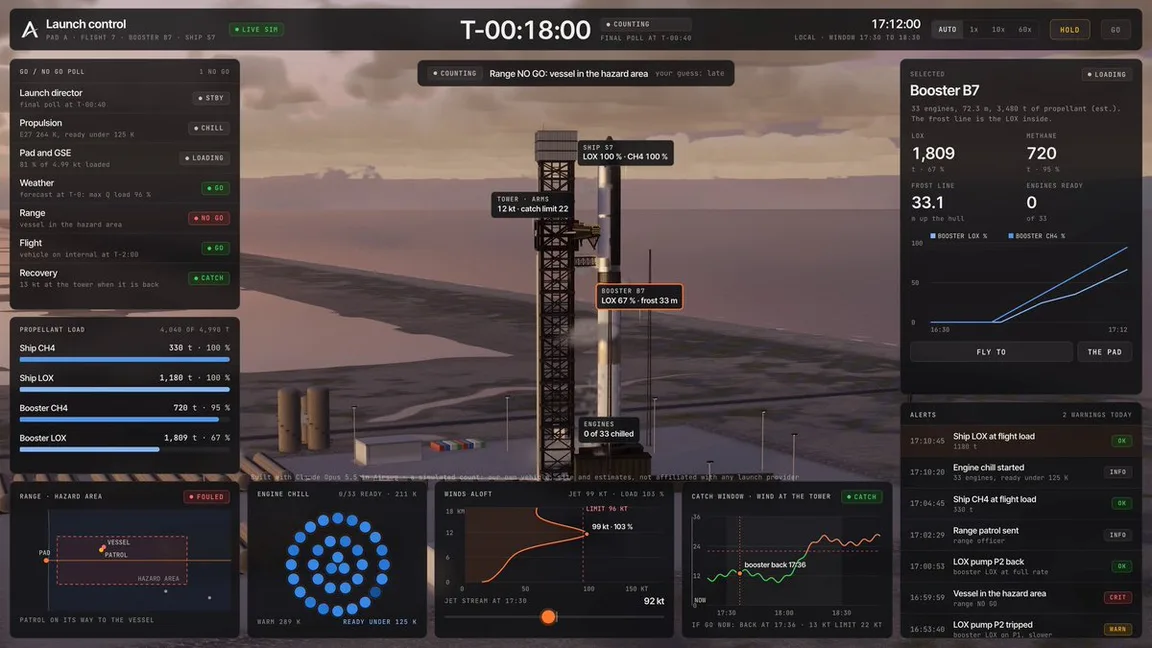 Launch control
PAD A · FLIGHT 7 · BOOSTER B7 · SHIP S7
LIVE SIM
T-00:18:00
COUNTING
FINAL POLL AT T-00:40
17:12:00
LOCAL · WINDOW 17:30 TO 18:30
AUTO 1x 10x 60x
HOLD
GO
GO / NO GO POLL 1 NO GO
Launch director
final poll at T-00:40
STBY
Propulsion
E27 264 K, ready under 125 K
CHILL
Pad and GSE
81 % of 4.99 kt loaded
LOADING
Weather
forecast at T-0: max Q load 96 %
GO
Range
vessel in the hazard area
NO GO
Flight
vehicle on internal at T-2:00
GO
Recovery
13 kt at the tower when it is back
CATCH
PROPELLANT LOAD 4,040 OF 4,990 T
Ship CH4 330 t · 100 %
Ship LOX 1,180 t · 100 %
Booster CH4 720 t · 95 %
Booster LOX 1,809 t · 67 %
COUNTING Range NO GO: vessel in the hazard area your guess: late
SHIP S7
LOX 100 % · CH4 100 %
TOWER · ARMS
12 kt · catch limit 22
BOOSTER B7
LOX 67 % · frost 33 m
ENGINES
0 of 33 chilled
SELECTED
LOADING
Booster B7
33 engines, 72.3 m, 3,480 t of propellant (est.).
The frost line is the LOX inside.
LOX METHANE
1,809 720
t · 67 % t · 95 %
FROST LINE ENGINES READY
33.1 0
m up the hull of 33
BOOSTER LOX % BOOSTER CH4 %
100
50
0
16:30 17:12
FLY TO
THE PAD
ALERTS 2 WARNINGS TODAY
17:10:45 Ship LOX at flight load OK
1180 t
17:10:20 Engine chill started INFO
booster, ready under 125 K
17:04:45 Ship CH4 at flight load OK
330 t
17:02:29 Range patrol sent INFO
range officer
17:00:53 LOX pump P2 back OK
booster LOX at full rate
16:59:59 Vessel in the hazard area CRIT
range NO GO
16:53:40 LOX pump P2 tripped WARN
booster LOX on P1, slower
RANGE · HAZARD AREA FOULED
PAD
VESSEL
PATROL
HAZARD AREA
PATROL ON ITS WAY TO THE VESSEL
ENGINE CHILL 0/33 READY · 211 K
WARM 289 K READY UNDER 125 K
WINDS ALOFT JET 99 KT · LOAD 103 %
18 KM
12
6
0
LIMIT 96 KT
99 kt · 103 %
0 50 100 150 KT
JET STREAM AT 17:30 92 kt
CATCH WINDOW · WIND AT THE TOWER CATCH
36
24
12
0
NOW
booster back 17:36
17:30 18:00 18:30
IF GO NOW: BACK AT 17:36 · 13 KT LIMIT 22 KT